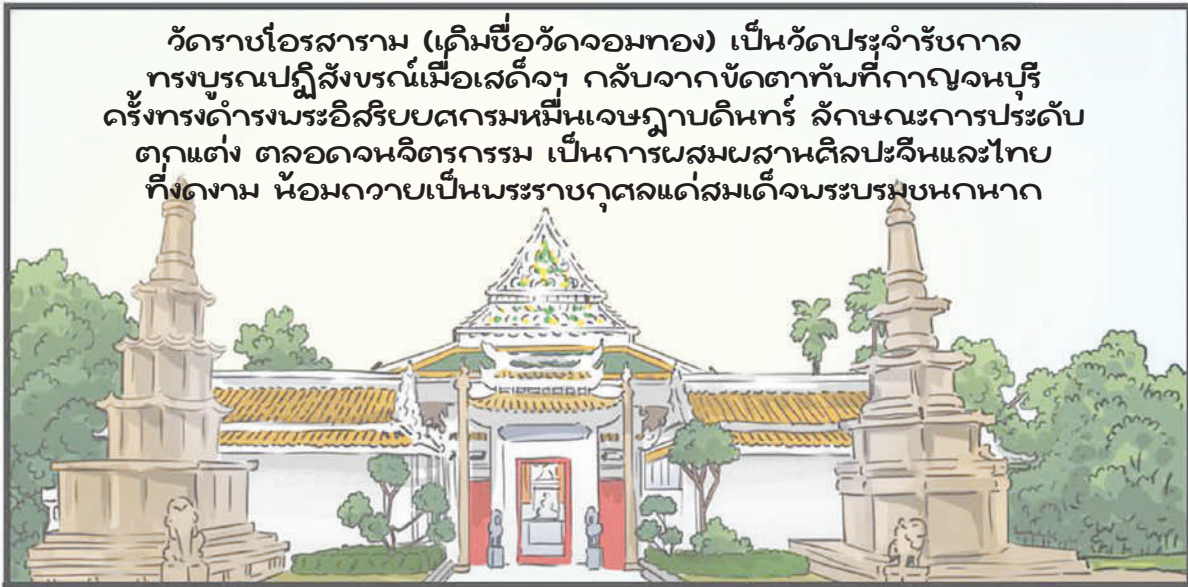 วัดราชโอรสาราม (เดิมชื่อวัดจอมทอง) เป็นวัดประจำรัชกาล
ทรงบูรณปฏิสังขรณ์เมื่อเสด็จฯ กลับจากขัดตาทัพที่กาญจนบุรี
ครั้งทรงดำรงพระอิสริยยศกรมหมื่นเจษฎาบดินทร์ ลักษณะการประดับ
ตกแต่ง ตลอดจนจิตรกรรม เป็นการผสมผสานศิลปะจีนและไทย
ที่งดงาม น้อมถวายเป็นพระราชกุศลแด่สมเด็จพระบรมชนกนาถ